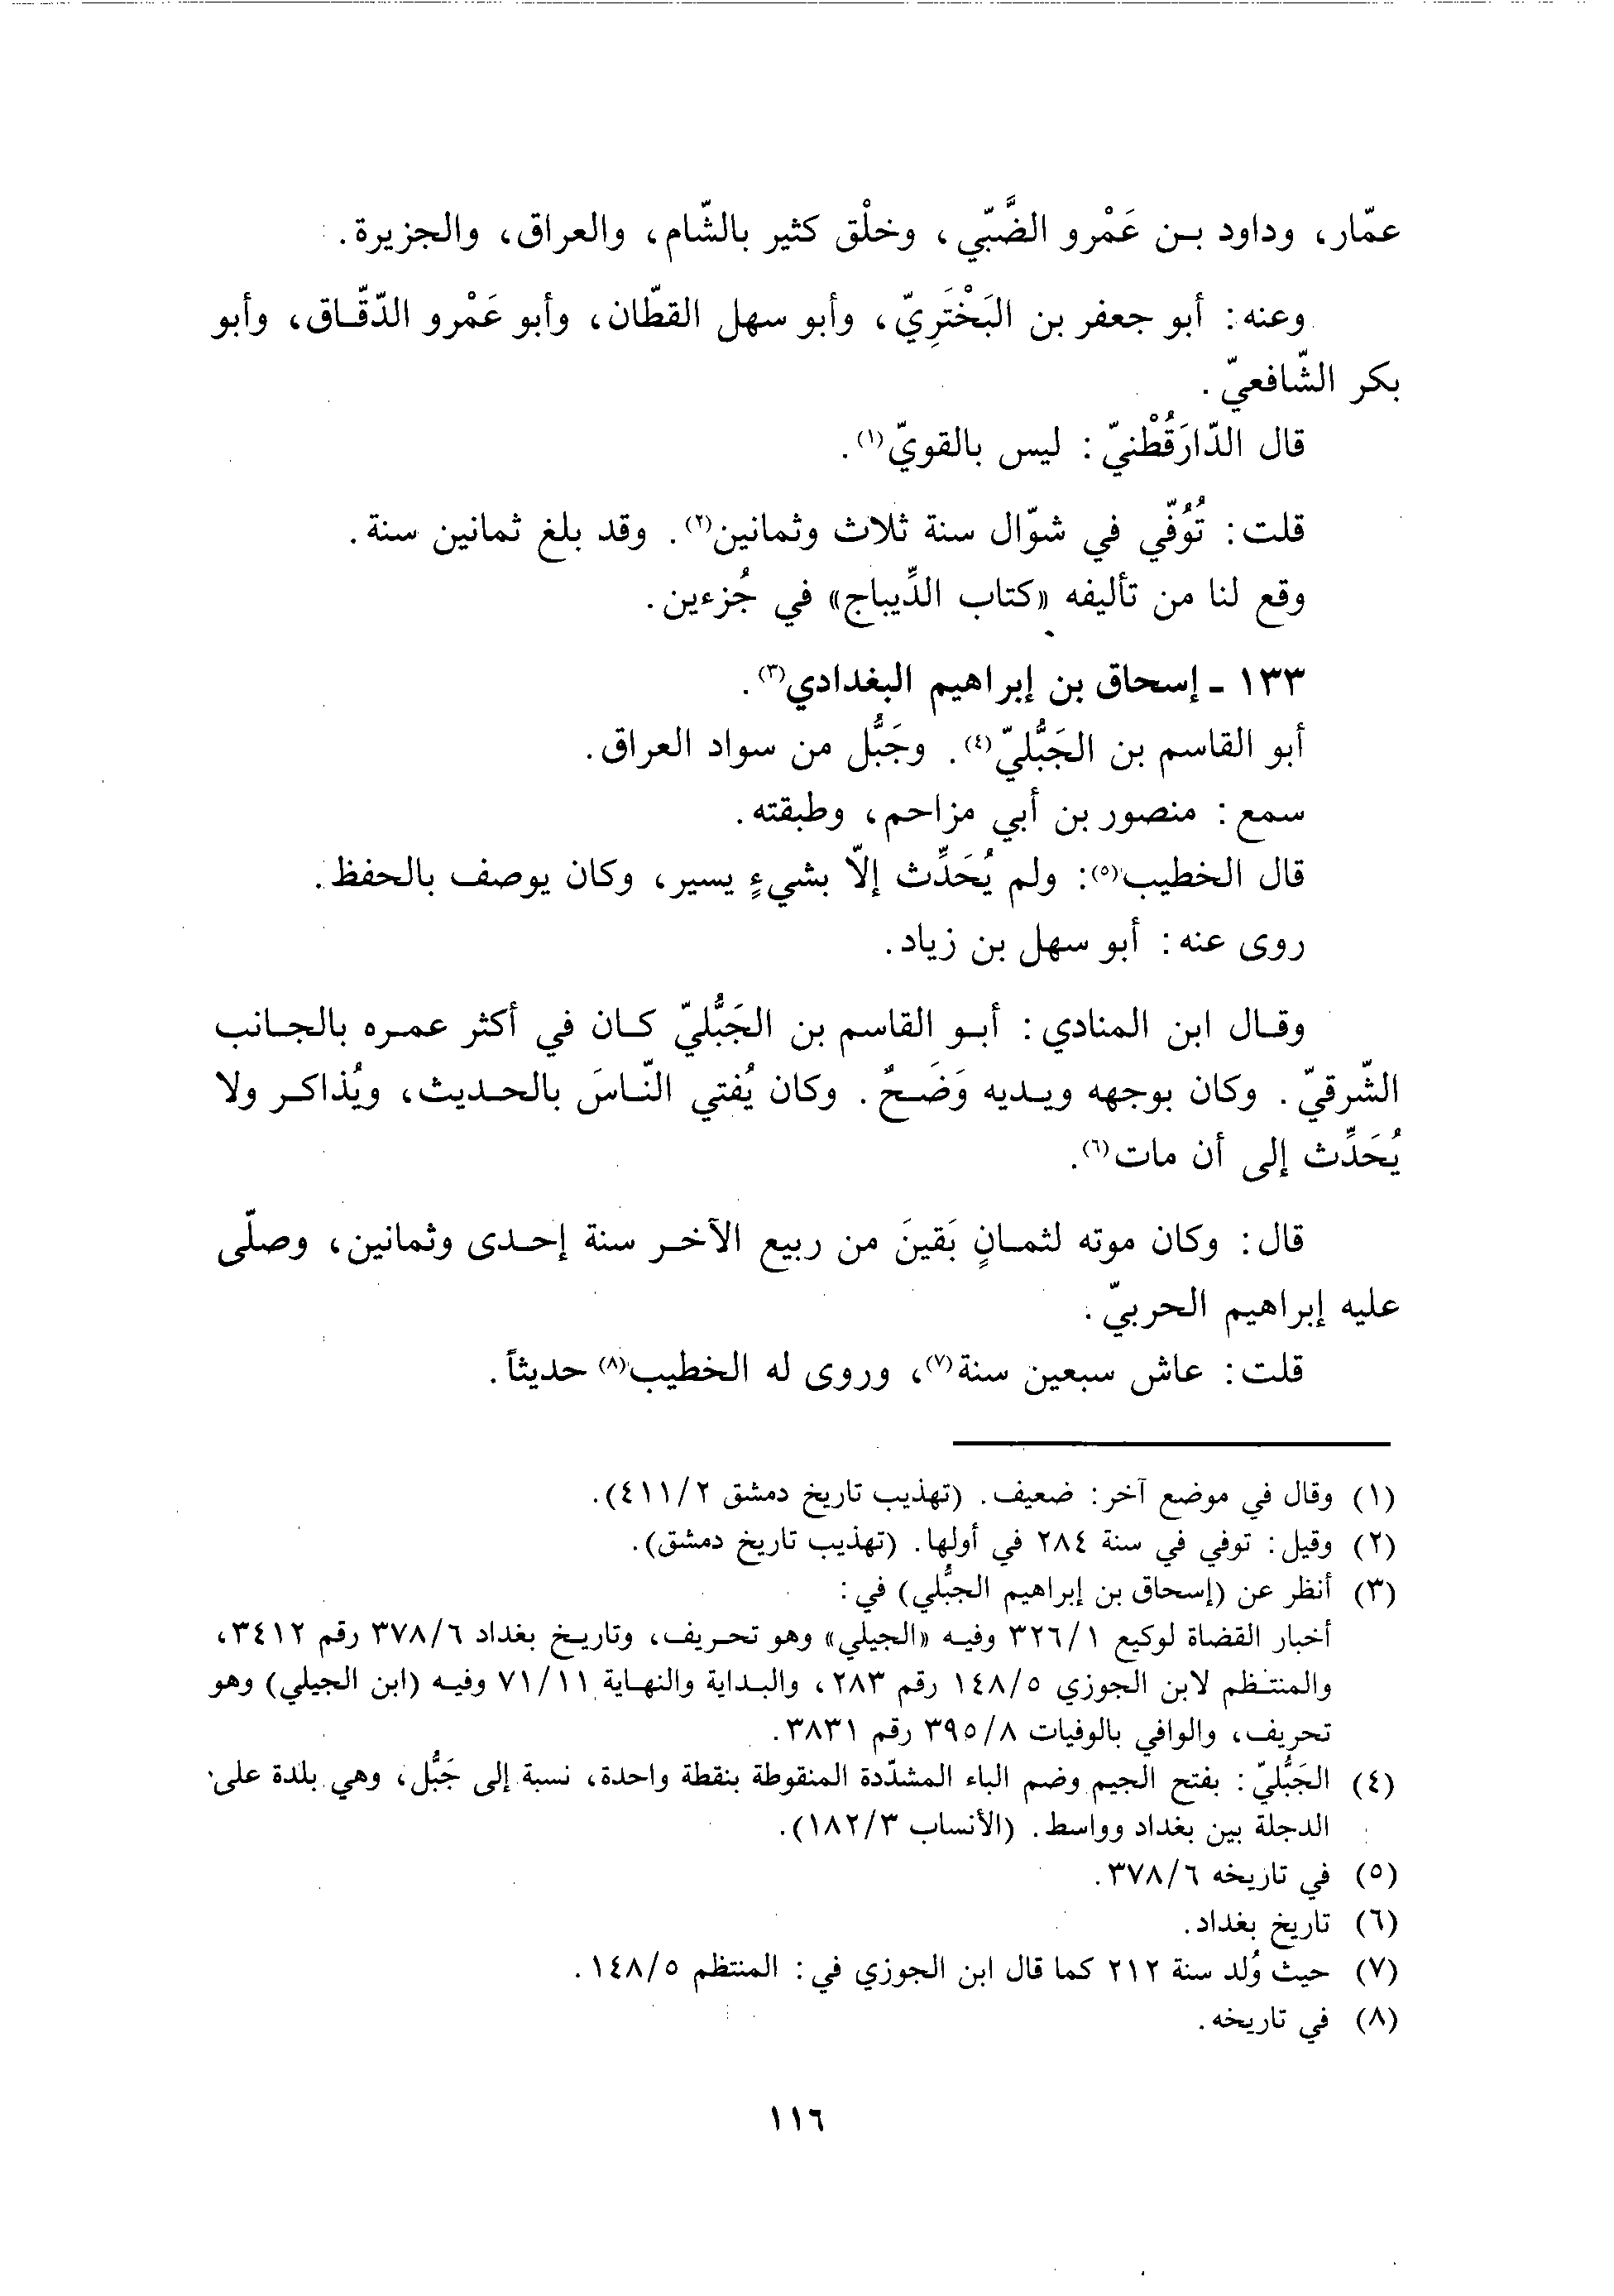 عمّار، وداود بـن عَمْرو الضَّبّي، وخلْق كثير بالشّام، والعراق، والجزيرة.
وعنه: أبو جعفر بن البَخْتَرِيّ، وأبو سهل القطّان، وأبو عَمْرو الدّقّـاق، وأبو
بكر الشّافعيّ.
قال الدّارَقُطْنيّ: ليس بالقويّ(١).
قلت: تُوُفّي في شوّال سنة ثلاث وثمانين(٢). وقد بلغ ثمانين سنة.
وقع لنا من تأليفه «كتاب الدِّيباج» في جُزءين.
١٣٣ - إسحاق بن إبراهيم البغدادي(٣).
أبو القاسم بن الجَبُّليّ(٤). وجَبُّل من سواد العراق.
سمع: منصور بن أبي مزاحم، وطبقته.
قال الخطيب(٥): ولم يُحَدِّث إلّا بشيءٍ يسير، وكان يوصف بالحفظ.
روى عنه: أبو سهل بن زياد.
وقـال ابن المنادي: أبـو القاسم بن الجَبُّليّ كـان في أكثر عمـره بالجـانب
الشّرقيّ. وكان بوجهه ويـديه وَضَـحٌ. وكان يُفتي النّـاسَ بالحـديث، ويُذاكـر ولا
يُحَدِّث إلى أن مات(٦).
قال: وكان موته لثمـانٍ بَقينَ من ربيع الآخـر سنة إحـدى وثمانين، وصلّى
عليه إبراهيم الحربيّ.
قلت: عاش سبعين سنة(٧)، وروى له الخطيب(٨) حديثاً.
(١) وقال في موضع آخر: ضعيف. (تهذيب تاريخ دمشق ٤١١/٢).
(٢) وقيل: توفي في سنة ٢٨٤ في أولها. (تهذيب تاريخ دمشق).
(٣) أنظر عن (إسحاق بن إبراهيم الجبُّلي) في:
أخبار القضاة لوكيع ٣٢٦/١ وفيـه «الجيلي» وهو تحـريف، وتاريـخ بغداد ٣٧٨/٦ رقم ٣٤١٢،
والمنتـظم لابن الجوزي ١٤٨/٥ رقم ٢٨٣، والبـداية والنهـاية ٧١/١١ وفيـه (ابن الجيلي) وهو
تحريف، والوافي بالوفيات ٣٩٥/٨ رقم ٣٨٣١.
(٤) الجَبُّليّ: بفتح الجيم وضم الباء المشدّدة المنقوطة بنقطة واحدة، نسبة إلى جَبُّل، وهي بلدة على
الدجلة بين بغداد وواسط. (الأنساب ١٨٢/٣).
(٥) في تاريخه ٣٧٨/٦.
(٦) تاريخ بغداد.
(٧) حيث وُلد سنة ٢١٢ كما قال ابن الجوزي في: المنتظم ١٤٨/٥.
(٨) في تاريخه.
١١٦